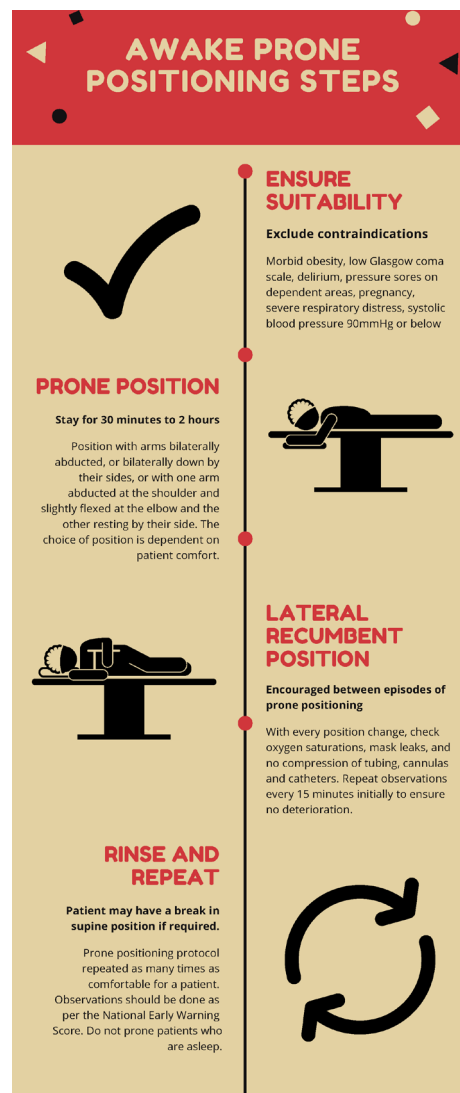 AWAKE PRONE
POSITIONING STEPS
ENSURE
SUITABILITY
Exclude contraindications
Morbid obesity, low Glasgow coma
scale, delirium, pressure sores on
dependent areas, pregnancy,
severe respiratory distress, systolic
blood pressure 90mmHg or below
PRONE POSITION
Stay for 30 minutes to 2 hours
Position with arms bilaterally
abducted, or bilaterally down by
their sides, or with one arm
abducted at the shoulder and
slightly flexed at the elbow and the
other resting by their side. The
choice of position is dependent on
patient comfort.
LATERAL
RECUMBENT
POSITION
Encouraged between episodes of
prone positioning
With every position change, check
oxygen saturations, mask leaks, and
no compression of tubing, cannulas
and catheters. Repeat observations
every 15 minutes initially to ensure
no deterioration.
RINSE AND
REPEAT
Patient may have a break in
supine position if required.
Prone positioning protocol
repeated as many times as
comfortable for a patient.
Observations should be done as
per the National Early Warning
Score. Do not prone patients who
are asleep.